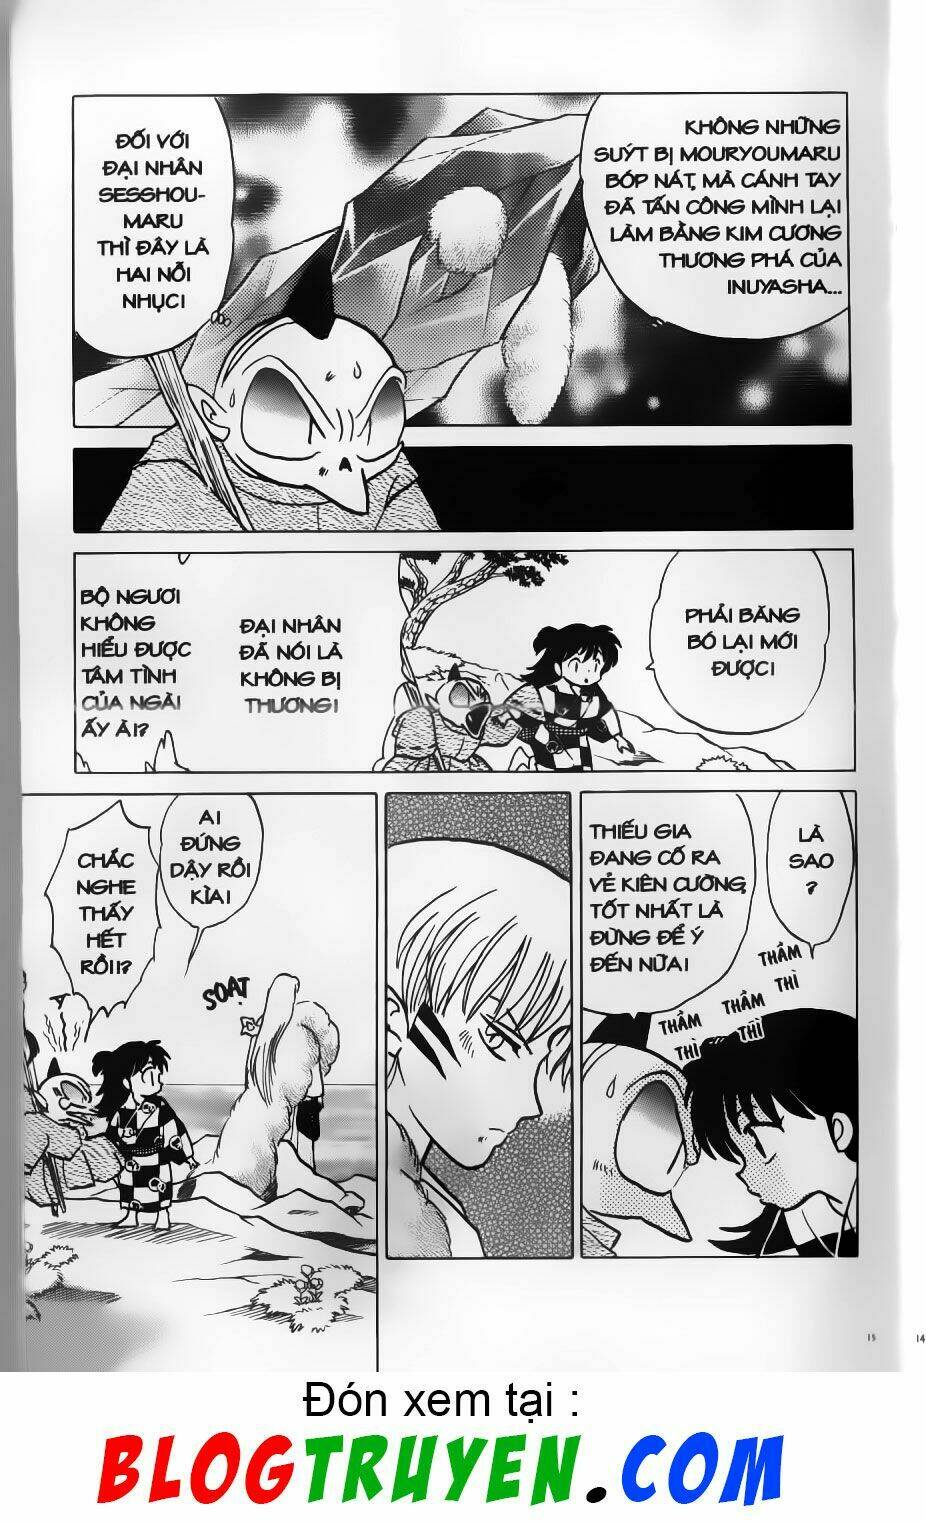 KHÔNG NHỮNG
SUÝT BỊ MOURYOUMARU
BÓP NÁT, MÀ CÁNH TAY
ĐÃ TẤN CÔNG MÌNH LẠI
LÀM BẰNG KIM CƯƠNG
THƯƠNG PHÁ CỦA
INUYASHA...
ĐỐI VỚI
ĐẠI NHÂN
SESSHOU-
MARU
THÌ ĐÂY LÀ
HAI NỖI
NHỤC!
PHẢI BĂNG
BÓ LẠI MỚI
ĐƯỢC!
ĐẠI NHÂN
ĐÃ NÓI LÀ
KHÔNG BỊ
THƯƠNG!
BỘ NGƯƠI
KHÔNG
HIỂU ĐƯỢC
TÂM TÌNH
CỦA NGÀI
ẤY À!?
LÀ
SAO
?
THIẾU GIA
ĐANG CỐ RA
VẺ KIÊN CƯỜNG,
TỐT NHẤT LÀ
ĐỪNG ĐỂ Ý
ĐẾN NỮA!
THẦM
THÌ
THẦM
THÌ
THẦM
THÌ
A!
ĐỨNG
DẬY RỒI
KÌA!
SOẠT
CHẮC
NGHE
THẤY
HẾT
RỒI!?
15
14
Đón xem tại :
BLOGTRUYEN.COM